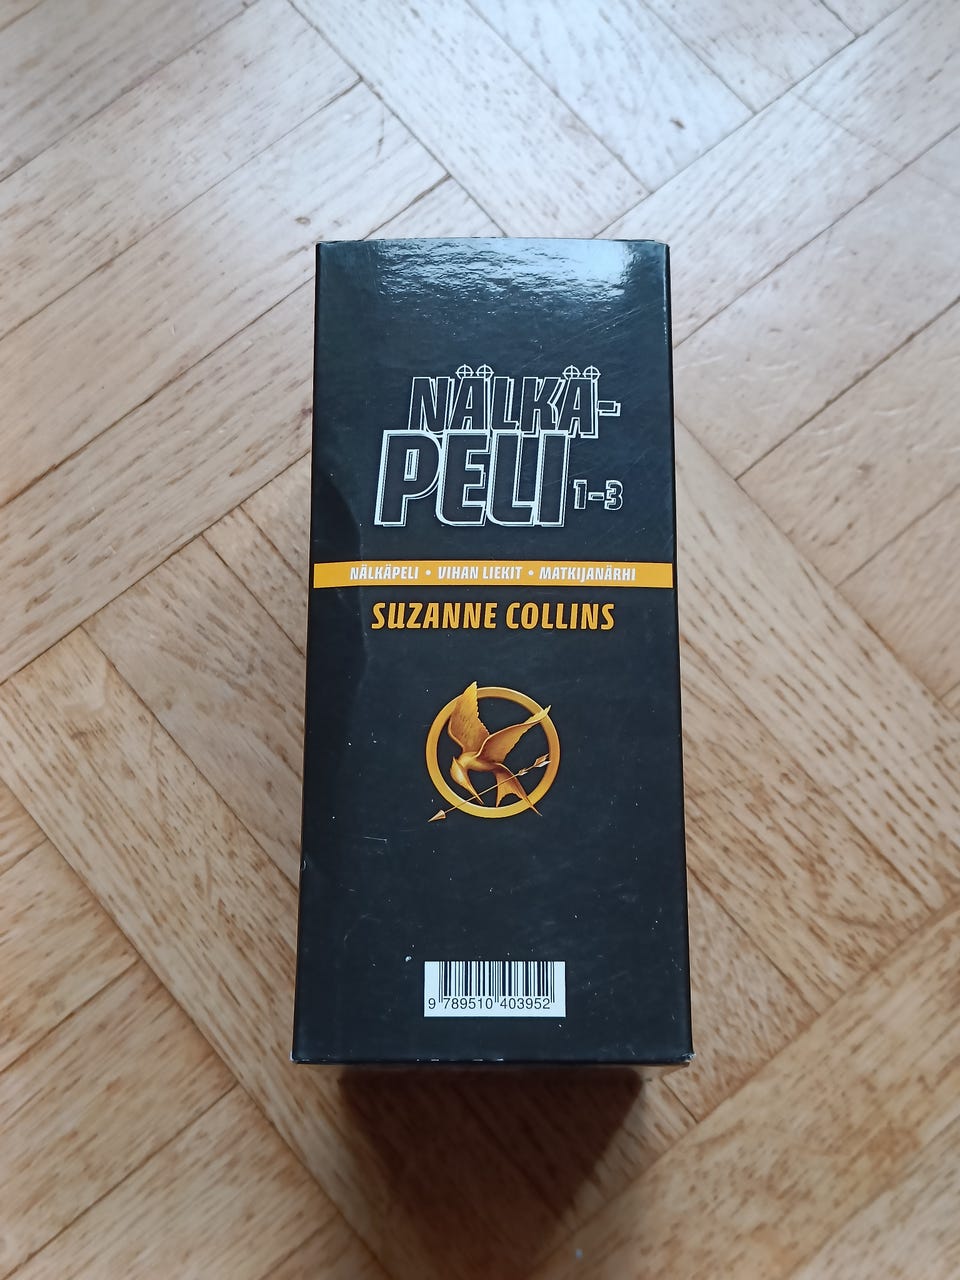 NÄLKÄ-
PELI 1-3
NÄLKÄPELI • VIHAN LIEKIT • MATKIJANÄRHI
SUZANNE COLLINS
9 789510 403952